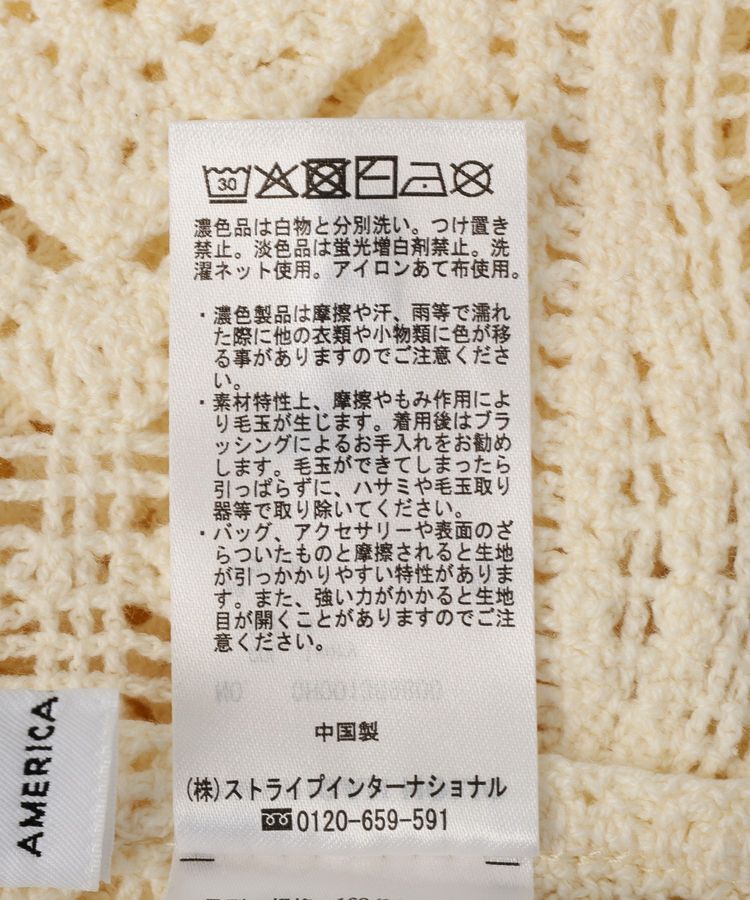 30
濃色品は白物と分別洗い。つけ置き
禁止。淡色品は蛍光増白剤禁止。洗
濯ネット使用。アイロンあて布使用。
・濃色製品は摩擦や汗、雨等で濡れ
た際に他の衣類や小物類に色が移
る事がありますのでご注意くださ
い。
・素材特性上、摩擦やもみ作用によ
り毛玉が生じます。着用後はブラ
ッシングによるお手入れをお勧め
します。毛玉ができてしまったら
引っぱらずに、ハサミや毛玉取り
器等で取り除いてください。
・バッグ、アクセサリーや表面のざ
らついたものと摩擦されると生地
が引っかかりやすい特性がありま
す。また、強い力がかかると生地
目が開くことがありますのでご注
意ください。
中国製
(株)ストライプインターナショナル
0120-659-591
AMERICA